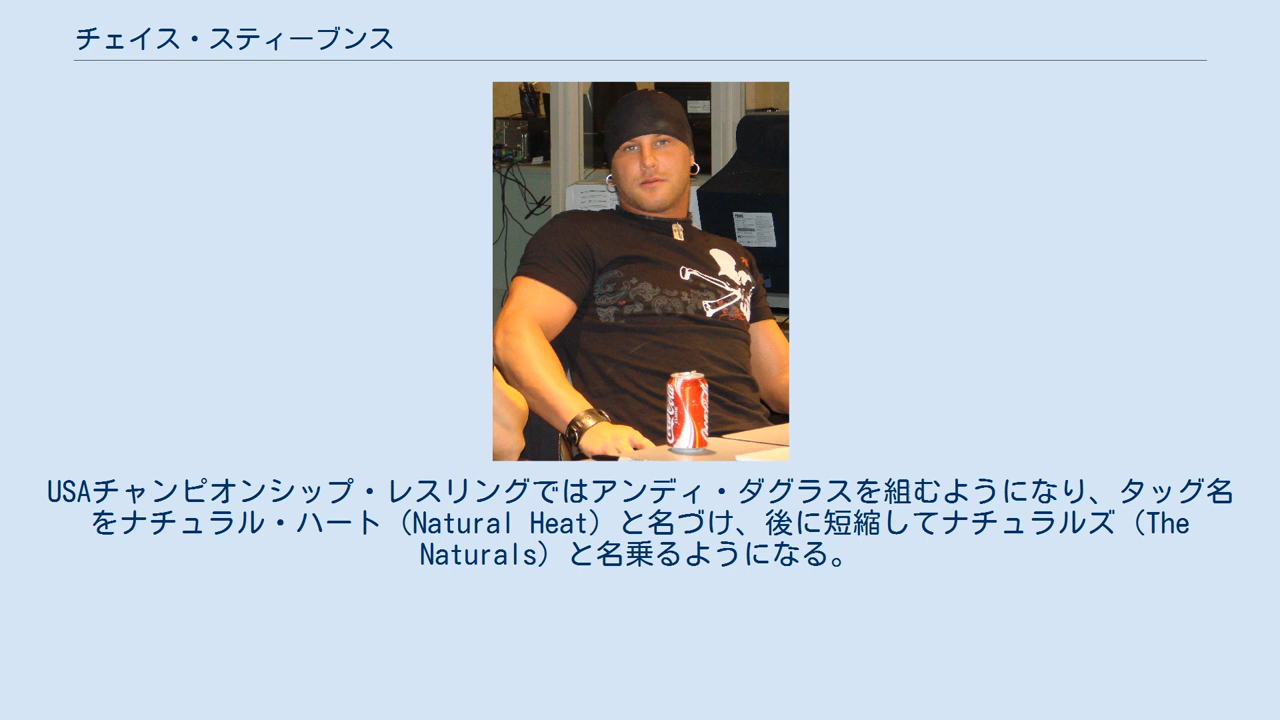 チェイス・スティーブンス
Coca-Cola
USAチャンピオンシップ・レスリングではアンディ・ダグラスを組むようになり、タッグ名
をナチュラル・ハート（Natural Heat）と名づけ、後に短縮してナチュラルズ（The
Naturals）と名乗るようになる。